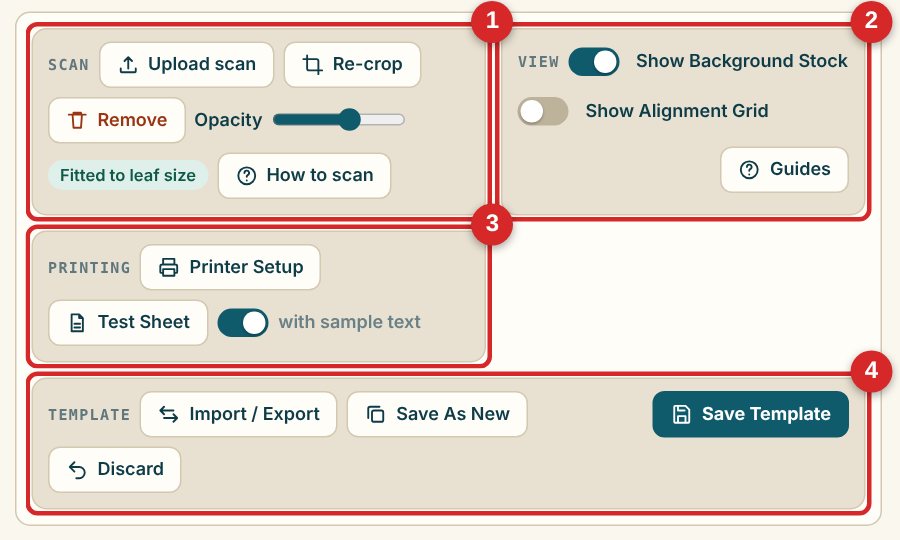 1
SCAN Upload scan Re-crop
Remove Opacity
Fitted to leaf size How to scan
2
VIEW Show Background Stock
Show Alignment Grid
Guides
3
PRINTING Printer Setup
Test Sheet with sample text
4
TEMPLATE Import / Export Save As New Save Template
Discard